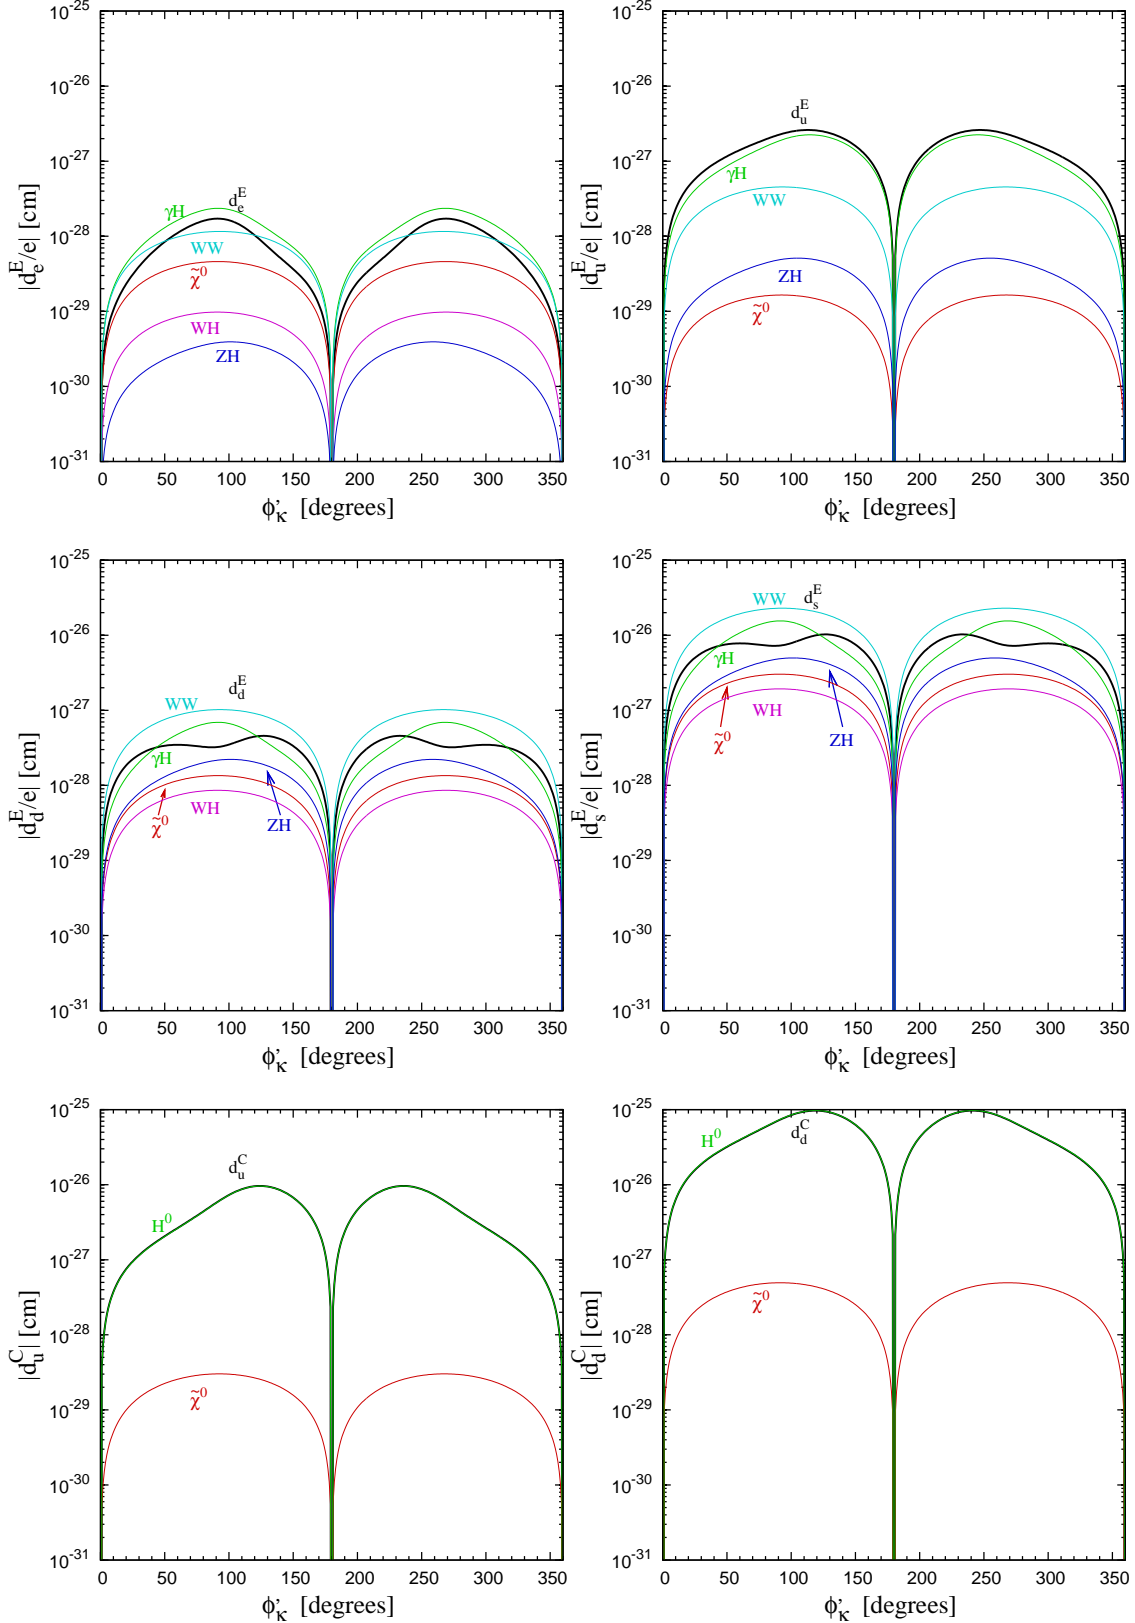 10^-25 10^-26 10^-27 10^-28 10^-29 10^-30 10^-31
|d_e^E/e| [cm]
γH
d_e^E
WW
χ̃^0
WH
ZH
0 50 100 150 200 250 300 350
ϕ'_κ [degrees]
10^-25 10^-26 10^-27 10^-28 10^-29 10^-30 10^-31
|d_u^E/e| [cm]
d_u^E
γH
WW
ZH
χ̃^0
0 50 100 150 200 250 300 350
ϕ'_κ [degrees]
10^-25 10^-26 10^-27 10^-28 10^-29 10^-30 10^-31
|d_d^E/e| [cm]
d_d^E
WW
γH
χ̃^0
WH
ZH
0 50 100 150 200 250 300 350
ϕ'_κ [degrees]
10^-25 10^-26 10^-27 10^-28 10^-29 10^-30 10^-31
|d_s^E/e| [cm]
WW
d_s^E
γH
χ̃^0
WH
ZH
0 50 100 150 200 250 300 350
ϕ'_κ [degrees]
10^-25 10^-26 10^-27 10^-28 10^-29 10^-30 10^-31
|d_u^C| [cm]
d_u^C
H^0
χ̃^0
0 50 100 150 200 250 300 350
ϕ'_κ [degrees]
10^-25 10^-26 10^-27 10^-28 10^-29 10^-30 10^-31
|d_d^C| [cm]
H^0
d_d^C
χ̃^0
0 50 100 150 200 250 300 350
ϕ'_κ [degrees]